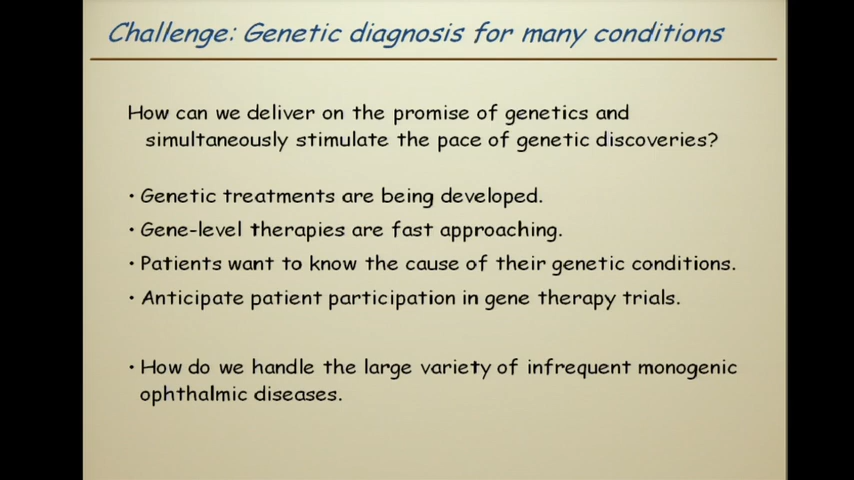 Challenge: Genetic diagnosis for many conditions
How can we deliver on the promise of genetics and
simultaneously stimulate the pace of genetic discoveries?
• Genetic treatments are being developed.
• Gene-level therapies are fast approaching.
• Patients want to know the cause of their genetic conditions.
• Anticipate patient participation in gene therapy trials.
• How do we handle the large variety of infrequent monogenic
ophthalmic diseases.